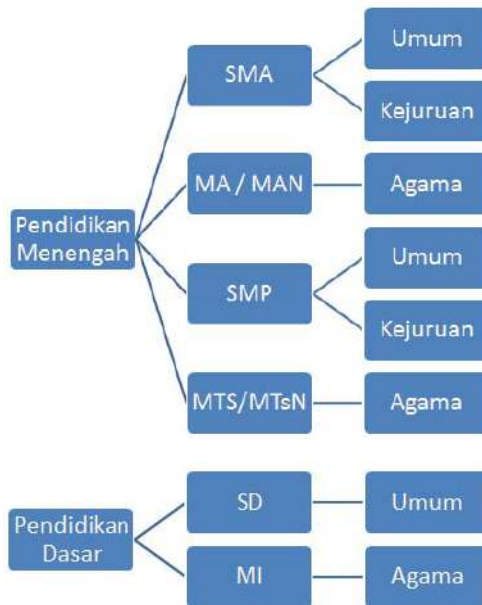 Pendidikan
Menengah
SMA
Umum
Kejuruan
MA / MAN
Agama
SMP
Umum
Kejuruan
MTS/MTsN
Agama
Pendidikan
Dasar
SD
Umum
MI
Agama